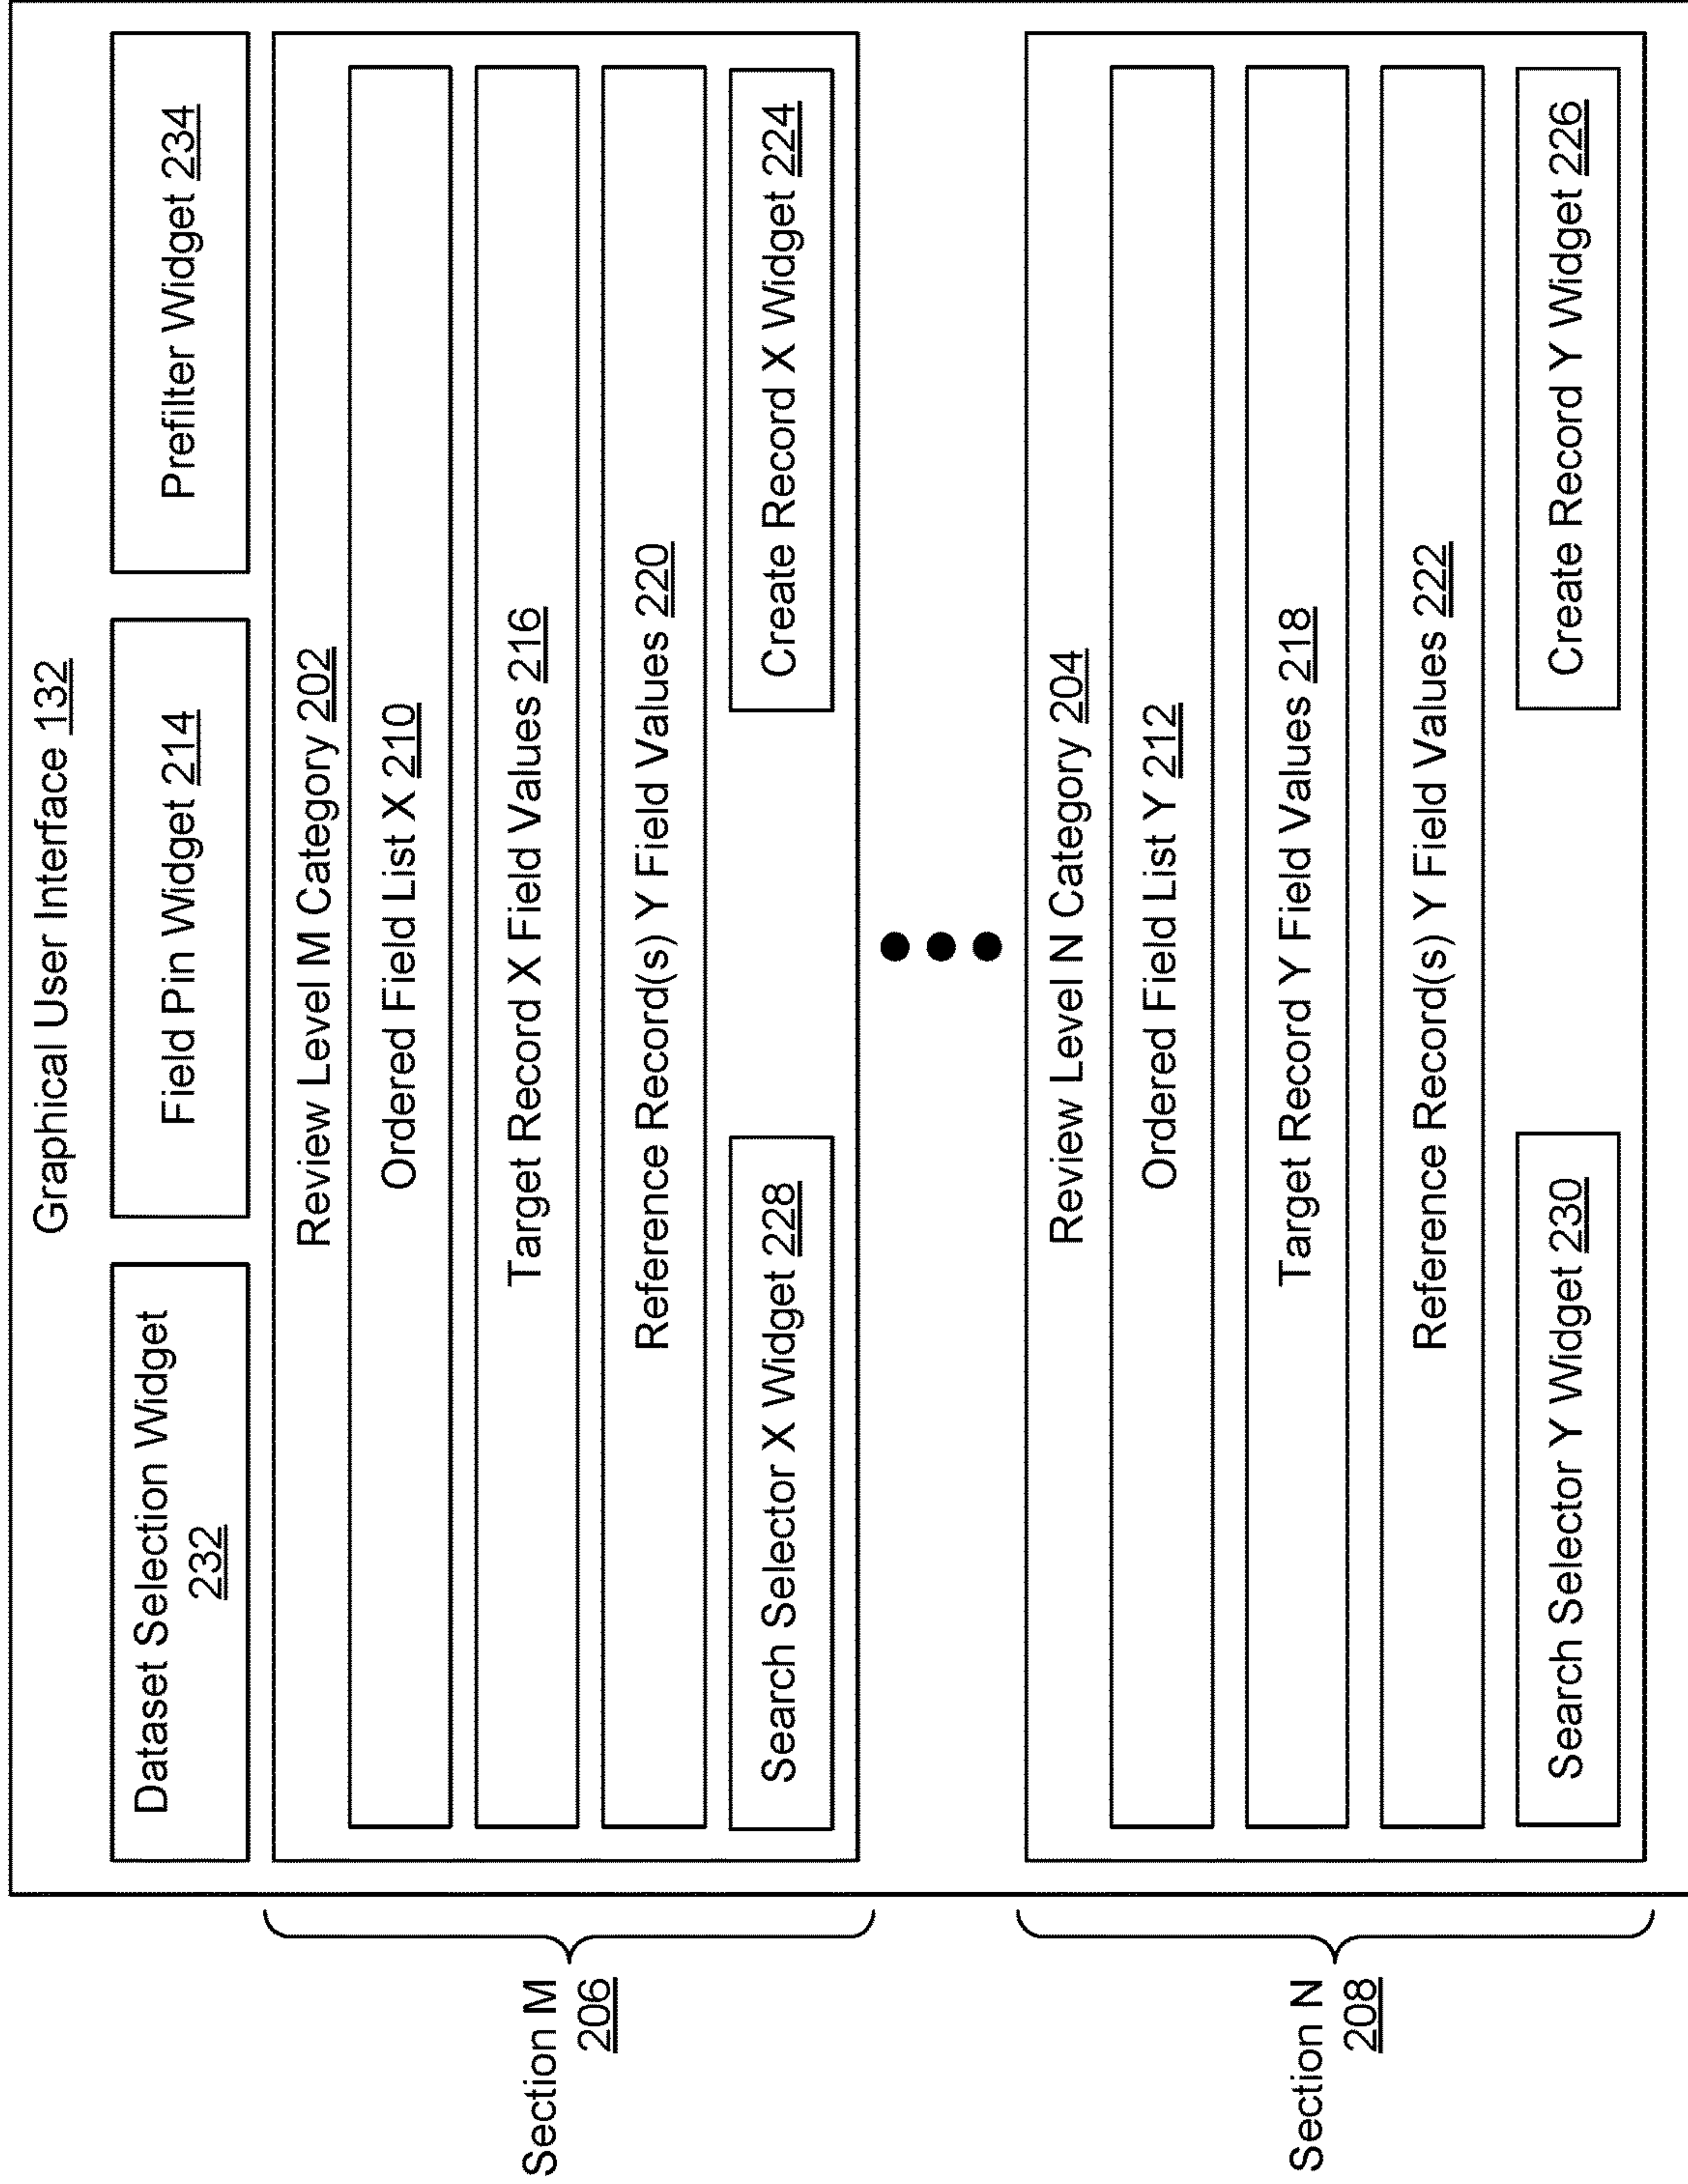 Graphical User Interface 132
Dataset Selection Widget
232
Field Pin Widget 214
Prefilter Widget 234
Section M
206
Review Level M Category 202
Ordered Field List X 210
Target Record X Field Values 216
Reference Record(s) Y Field Values 220
Search Selector X Widget 228
Create Record X Widget 224
Section N
208
Review Level N Category 204
Ordered Field List Y 212
Target Record Y Field Values 218
Reference Record(s) Y Field Values 222
Search Selector Y Widget 230
Create Record Y Widget 226